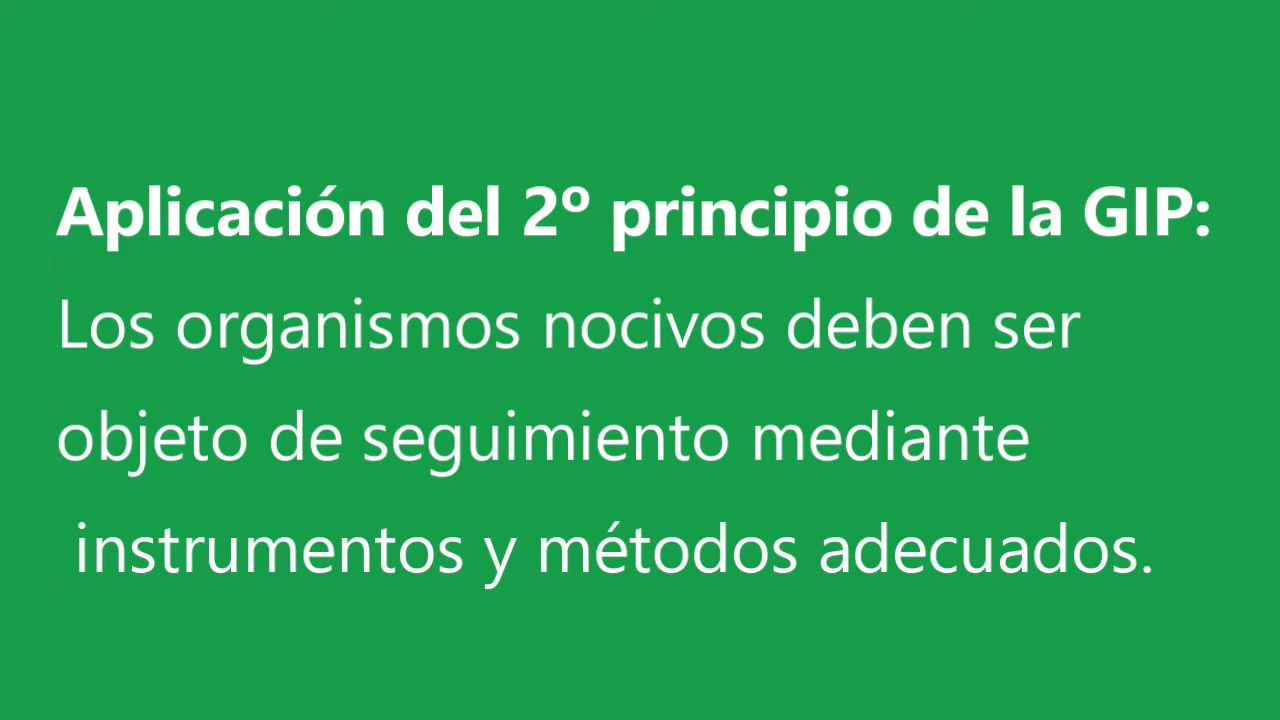 Aplicación del 2º principio de la GIP:
Los organismos nocivos deben ser
objeto de seguimiento mediante
instrumentos y métodos adecuados.